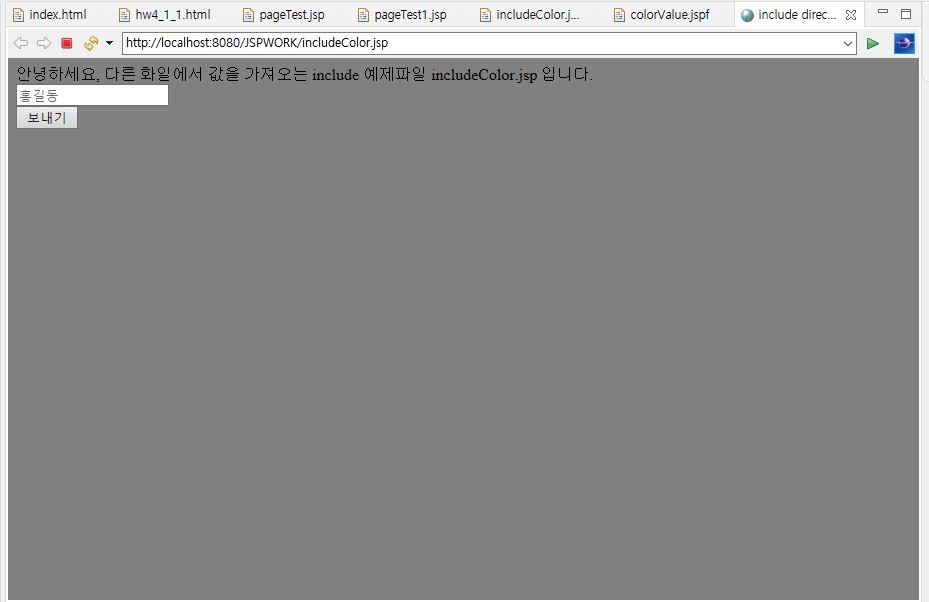 index.html hw4_1_1.html pageTest.jsp pageTest1.jsp includeColor.j... colorValue.jspf include direc...
http://localhost:8080/JSPWORK/includeColor.jsp
안녕하세요, 다른 화일에서 값을 가져오는 include 예제파일 includeColor.jsp 입니다.
홍길동
보내기